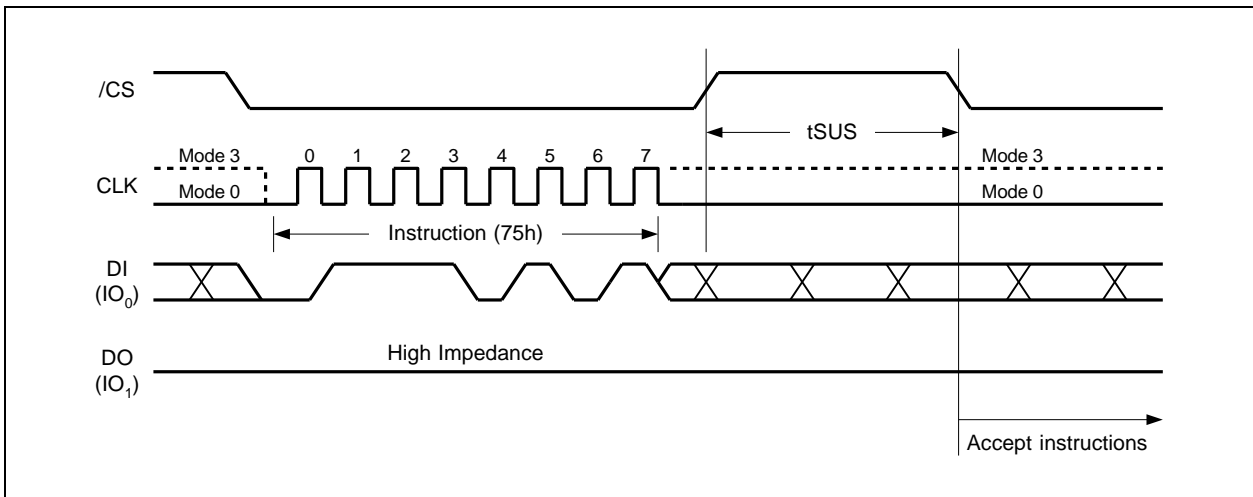 /CS
tSUS
Mode 3
0 1 2 3 4 5 6 7
Mode 3
CLK
Mode 0
Mode 0
Instruction (75h)
DI
(IO₀)
High Impedance
DO
(IO₁)
Accept instructions